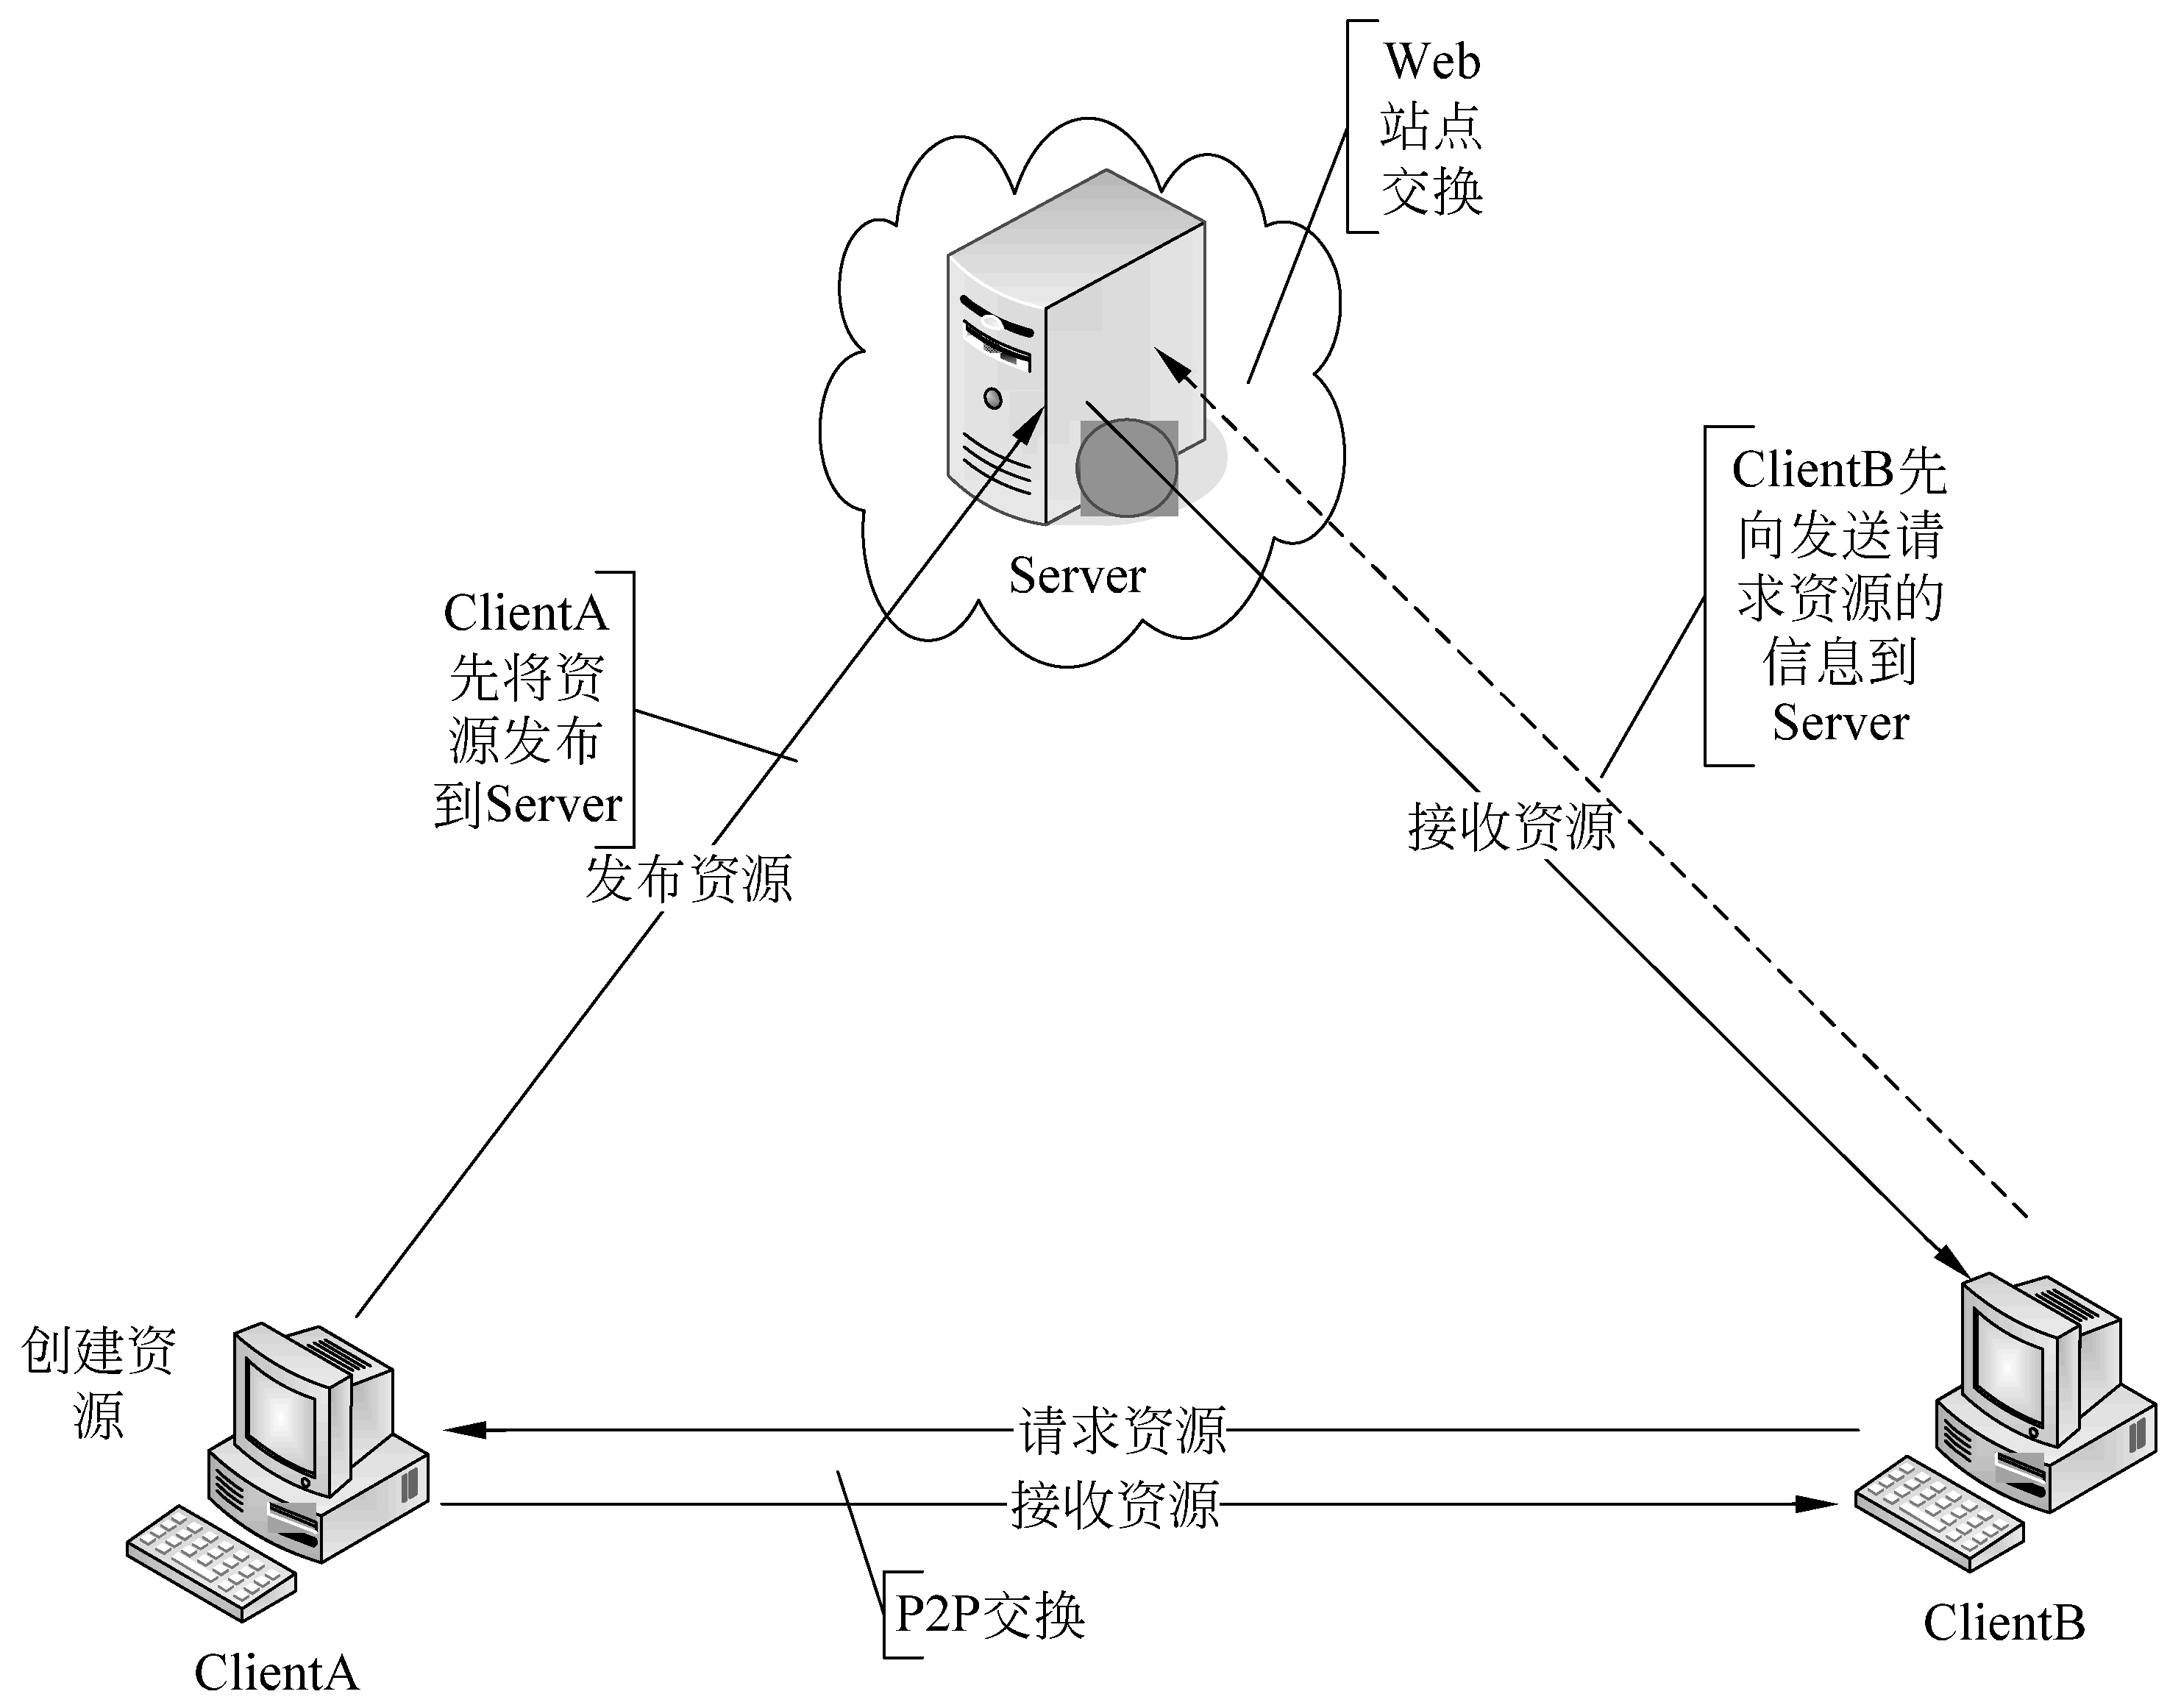 Web
站点
交换
Server
ClientB先
向发送请
求资源的
信息到
Server
ClientA
先将资
源发布
到Server
接收资源
发布资源
创建资
源
请求资源
接收资源
P2P交换
ClientA
ClientB